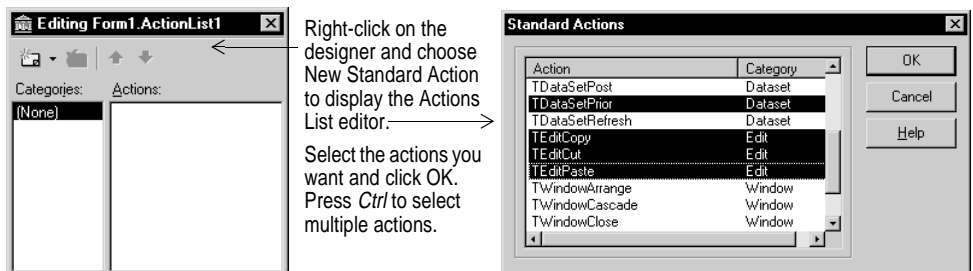 Editing Form1.ActionList1
Categories:
Actions:
(None)
Right-click on the
designer and choose
New Standard Action
to display the Actions
List editor.
Select the actions you
want and click OK.
Press Ctrl to select
multiple actions.
Standard Actions
Action Category
TDataSetPost Dataset
TDataSetPrior Dataset
TDataSetRefresh Dataset
TEditCopy Edit
TEditCut Edit
TEditPaste Edit
TWindowArrange Window
TWindowCascade Window
TWindowClose Window
OK
Cancel
Help